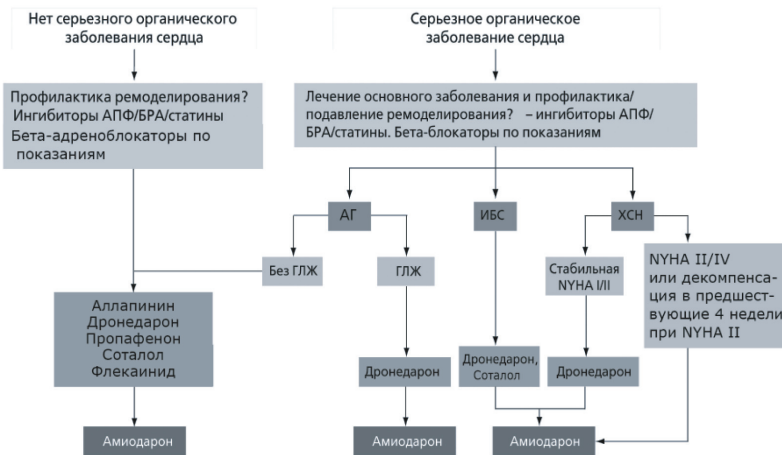 Нет серьезного органического
заболевания сердца
Серьезное органическое
заболевание сердца
Профилактика ремоделирования?
Ингибиторы АПФ/БРА/статины
Бета-адреноблокаторы по
показаниям
Лечение основного заболевания и профилактика/
подавление ремоделирования? – ингибиторы АПФ/
БРА/статины. Бета-блокаторы по показаниям
АГ
ИБС
ХСН
Без ГЛЖ
ГЛЖ
Стабильная
NYHA I/II
NYHA II/IV
или декомпенса-
ация в предшест-
вующие 4 недели
при NYHA II
Аллапинин
Дронедарон
Пропафенон
Соталол
Флекаинид
Дронедарон
Дронедарон,
Соталол
Дронедарон
Амиодарон
Амиодарон
Амиодарон